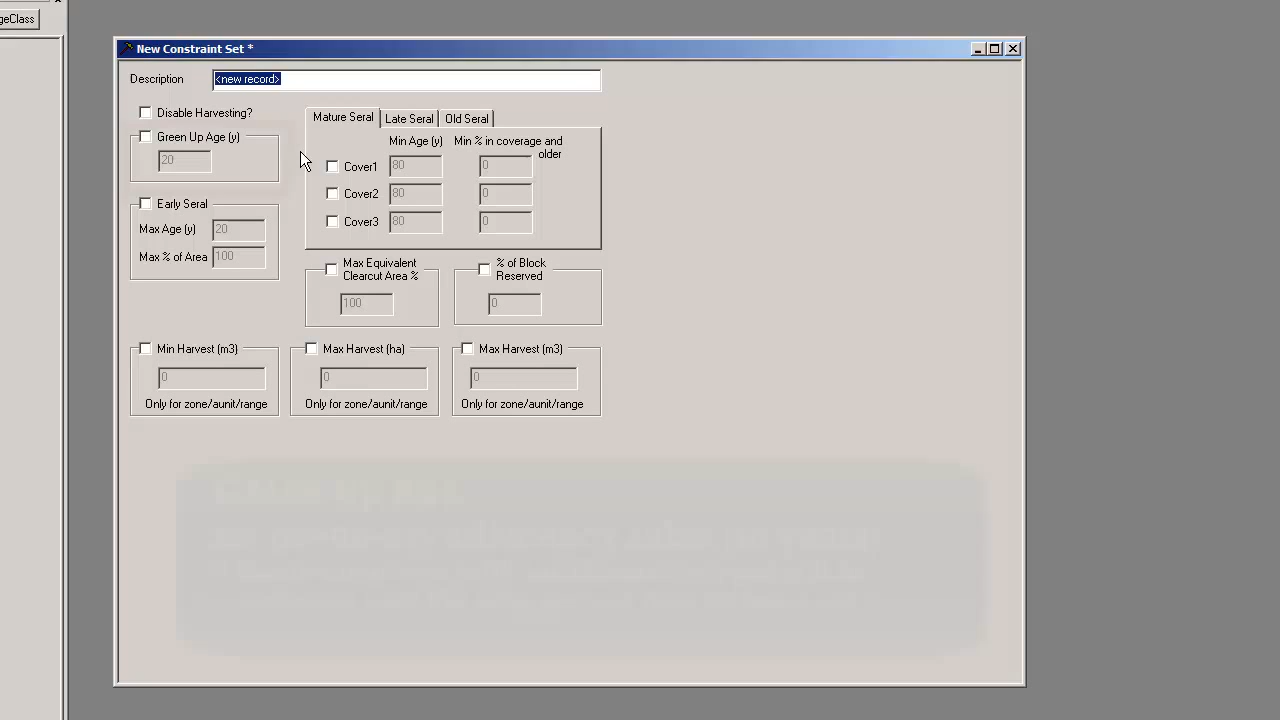 geClass
New Constraint Set *
Description <new record>
Disable Harvesting?
Green Up Age (y)
20
Early Seral
Max Age (y) 20
Max % of Area 100
Mature Seral Late Seral Old Seral
Min Age (y) Min % in coverage and older
Cover1 80 0
Cover2 80 0
Cover3 80 0
Max Equivalent Clearcut Area %
100
% of Block Reserved
0
Min Harvest (m3)
0
Only for zone/aunit/range
Max Harvest (ha)
0
Only for zone/aunit/range
Max Harvest (m3)
0
Only for zone/aunit/range